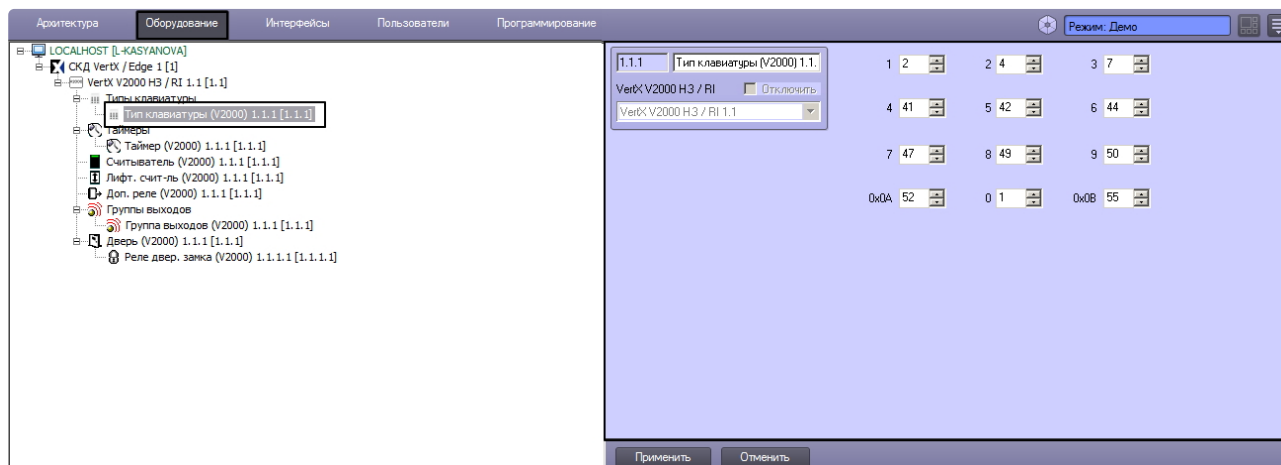 Архитектура Оборудование Интерфейсы Пользователи Программирование Режим: Демо
LOCALHOST [L-KASYANOVA]
СКД VertX / Edge 1 [1]
VertX V2000 H3 / RI 1.1 [1.1]
Типы клавиатуры
Тип клавиатуры (V2000) 1.1.1 [1.1.1]
Таймеры
Таймер (V2000) 1.1.1 [1.1.1]
Считыватель (V2000) 1.1.1 [1.1.1]
Лифт. счит-ль (V2000) 1.1.1 [1.1.1]
Доп. реле (V2000) 1.1.1 [1.1.1]
Группы выходов
Группа выходов (V2000) 1.1.1 [1.1.1]
Дверь (V2000) 1.1.1 [1.1.1]
Реле двер. замка (V2000) 1.1.1.1 [1.1.1.1]
1.1.1 Тип клавиатуры (V2000) 1.1.
VertX V2000 H3 / RI Отключить
VertX V2000 H3 / RI 1.1
1 2 2 4 3 7
4 41 5 42 6 44
7 47 8 49 9 50
0x0A 52 0 1 0x0B 55
Применить Отменить